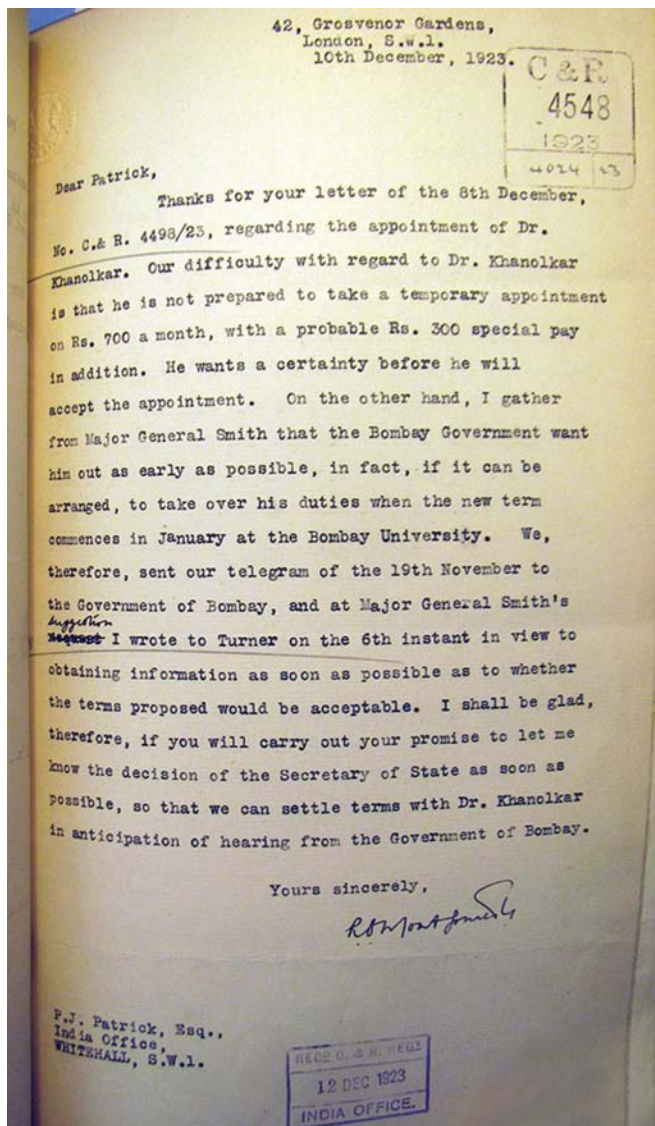 42, Grosvenor Gardens,
London, S.W.1.
10th December, 1923.
C & R
4548
1923
4024 23
Dear Patrick,
Thanks for your letter of the 8th December,
No. C.& R. 4498/23, regarding the appointment of Dr.
Khanolkar. Our difficulty with regard to Dr. Khanolkar
is that he is not prepared to take a temporary appointment
on Rs. 700 a month, with a probable Rs. 300 special pay
in addition. He wants a certainty before he will
accept the appointment. On the other hand, I gather
from Major General Smith that the Bombay Government want
him out as early as possible, in fact, if it can be
arranged, to take over his duties when the new term
commences in January at the Bombay University. We,
therefore, sent our telegram of the 19th November to
the Government of Bombay, and at Major General Smith's
suggestion
request I wrote to Turner on the 6th instant in view to
obtaining information as soon as possible as to whether
the terms proposed would be acceptable. I shall be glad,
therefore, if you will carry out your promise to let me
know the decision of the Secretary of State as soon as
possible, so that we can settle terms with Dr. Khanolkar
in anticipation of hearing from the Government of Bombay.
Yours sincerely,
P.J. Patrick, Esq.,
India Office,
WHITEHALL, S.W.1.
12 DEC 1923
INDIA OFFICE.